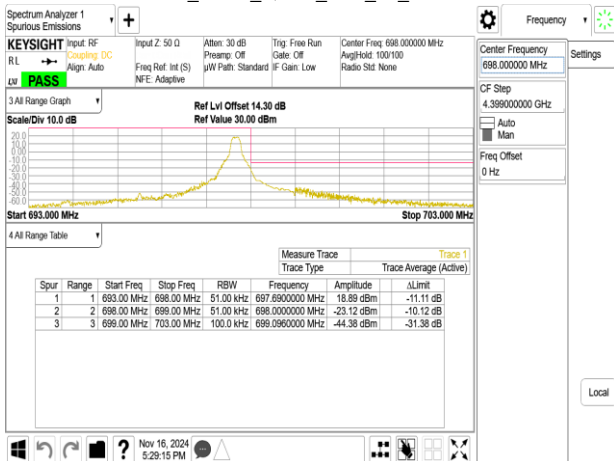 Spectrum Analyzer 1
Spurious Emissions
Frequency
KEYSIGHT Input: RF Input Z: 50 Ω Atten: 30 dB Trig: Free Run Center Freq: 698.000000 MHz
RL Coupling: DC Preamp: Off Gate: Off Avg|Hold: 100/100
Align: Auto Freq Ref: Int (S) µW Path: Standard IF Gain: Low Radio Std: None
LXI PASS NFE: Adaptive
Center Frequency
698.000000 MHz
Settings
CF Step
4.399000000 GHz
Auto
Man
Freq Offset
0 Hz
3 All Range Graph
Ref Lvl Offset 14.30 dB
Scale/Div 10.0 dB Ref Value 30.00 dBm
20.0
10.0
0.00
-10.0
-20.0
-30.0
-40.0
-50.0
-60.0
Start 693.000 MHz Stop 703.000 MHz
4 All Range Table
Measure Trace Trace 1
Trace Type Trace Average (Active)
Spur Range Start Freq Stop Freq RBW Frequency Amplitude ΔLimit
1 1 693.00 MHz 698.00 MHz 51.00 kHz 697.6900000 MHz 18.89 dBm -11.11 dB
2 2 698.00 MHz 699.00 MHz 51.00 kHz 698.0000000 MHz -23.12 dBm -10.12 dB
3 3 699.00 MHz 703.00 MHz 100.0 kHz 699.0960000 MHz -44.38 dBm -31.38 dB
Local
? Nov 16, 2024
5:29:15 PM